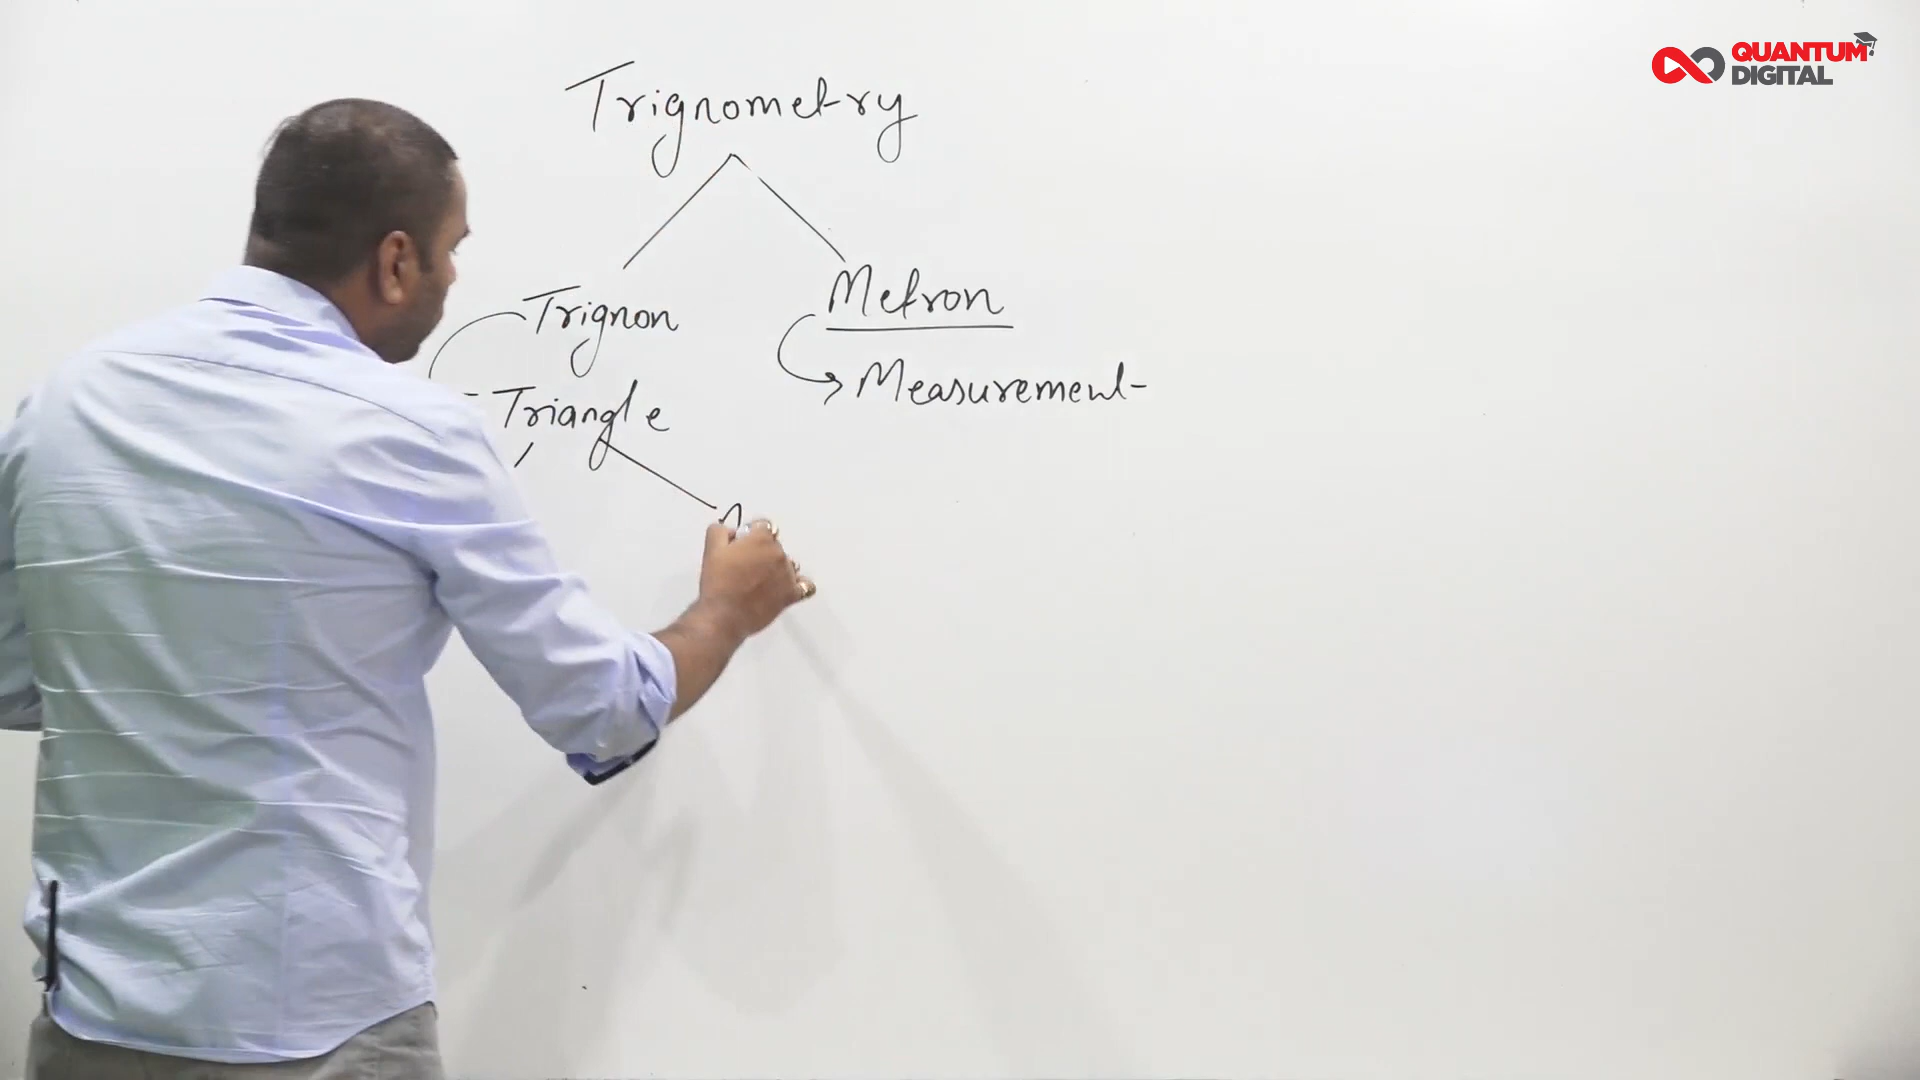 QUANTUM
DIGITAL
Trignometry
Trignon
Metron
Measurement
Triangle